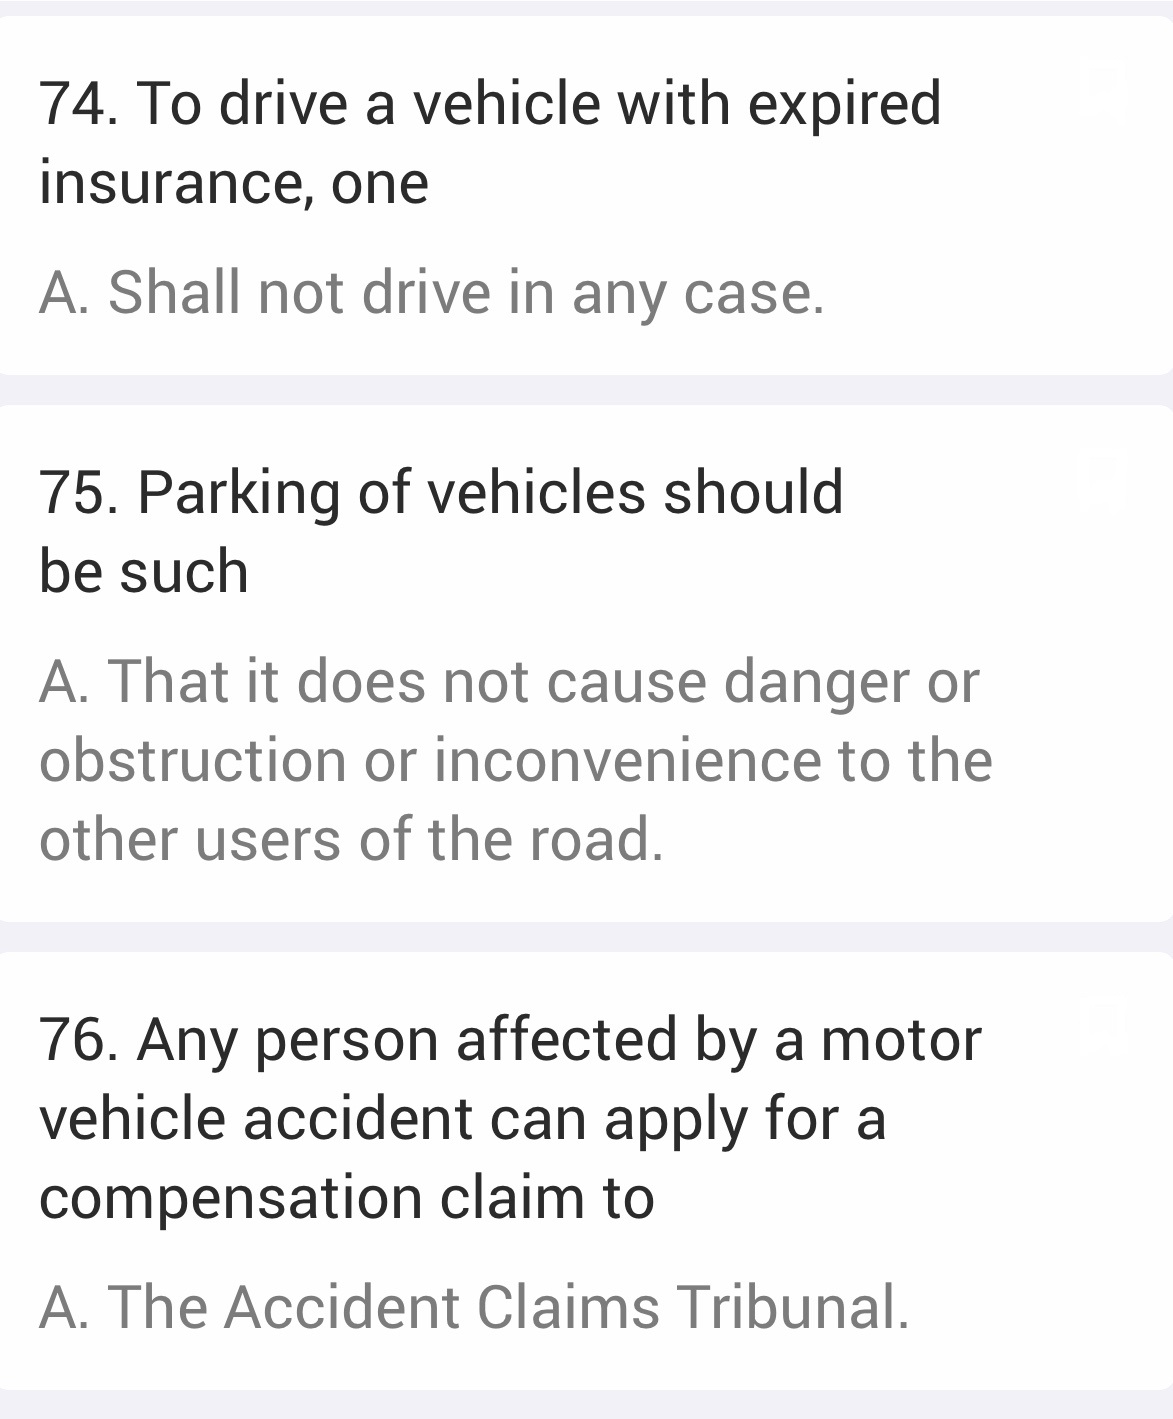 74. To drive a vehicle with expired
insurance, one
A. Shall not drive in any case.
75. Parking of vehicles should
be such
A. That it does not cause danger or
obstruction or inconvenience to the
other users of the road.
76. Any person affected by a motor
vehicle accident can apply for a
compensation claim to
A. The Accident Claims Tribunal.